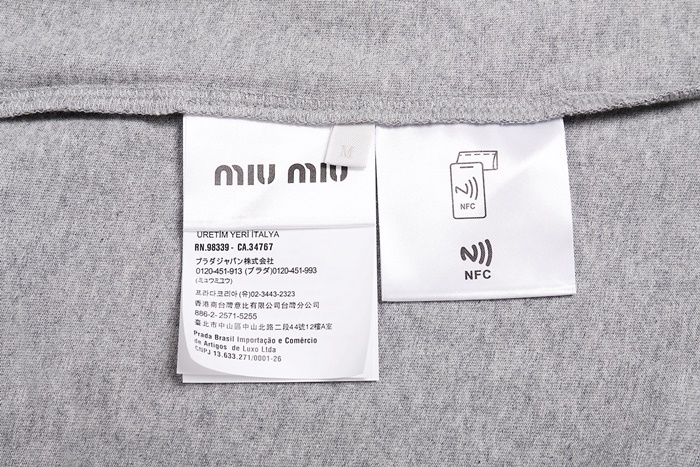 M
miu miu
ÜRETİM YERİ İTALYA
RN.98339 - CA.34767
プラダジャパン株式会社
0120-451-913 (プラダ)0120-451-993
(ミュウミュウ)
프라다코리아(유)02-3443-2323
香港商台灣意比有限公司台灣分公司
886-2- 2571-5255
臺北市中山區中山北路二段44號12樓A室
Prada Brasil Importação e Comércio
de Artigos de Luxo Ltda
CNPJ 13.633.271/0001-26
NFC
NFC